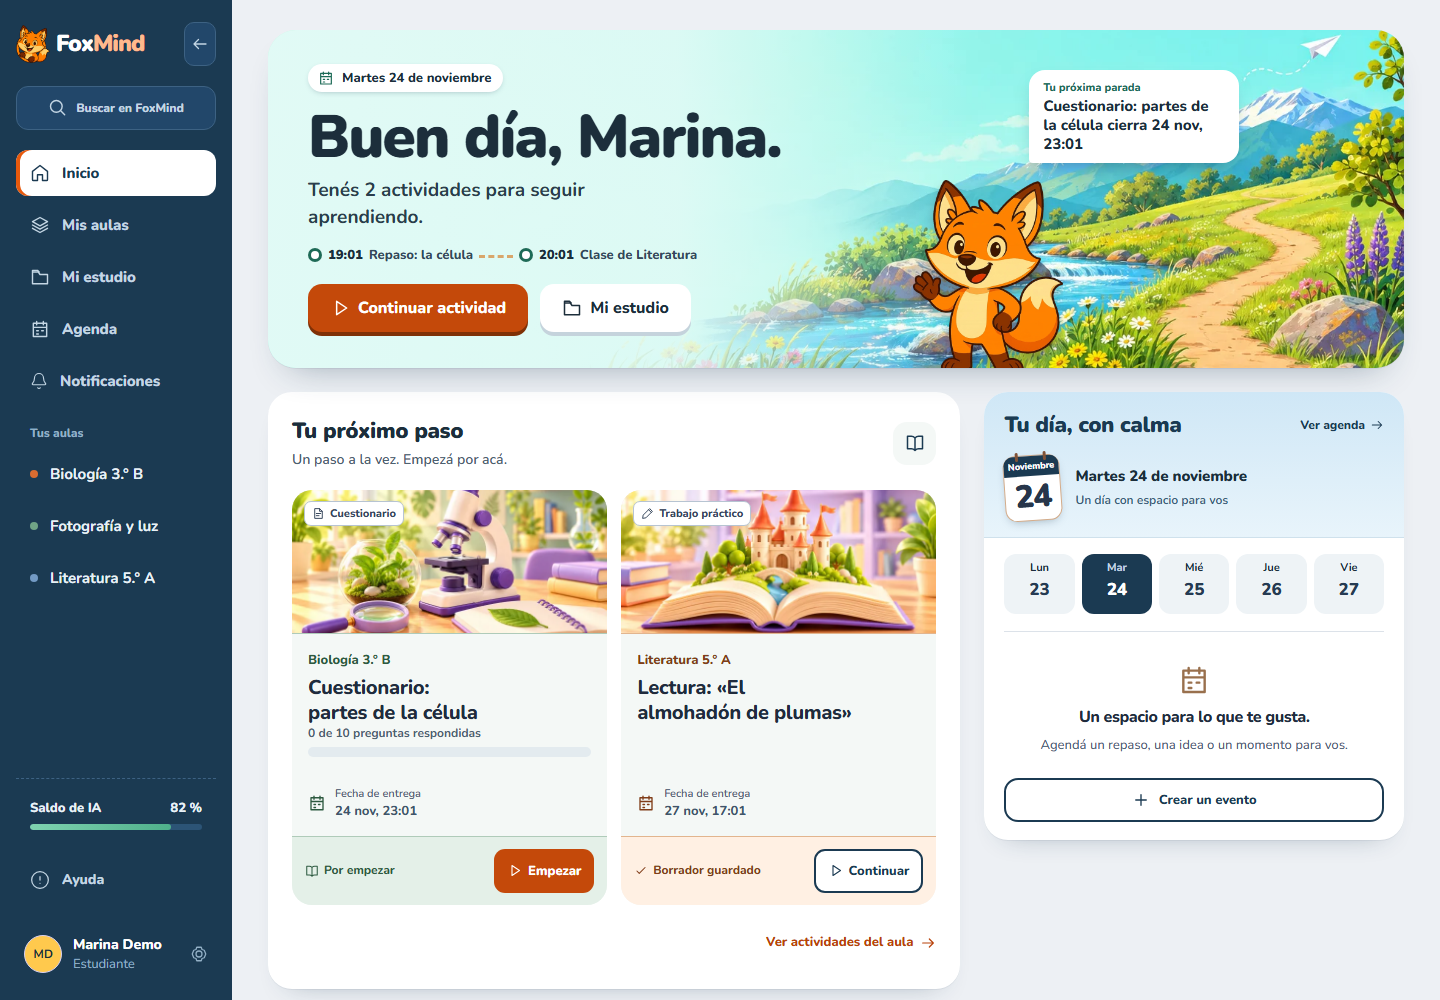 FoxMind
Buscar en FoxMind
Inicio
Mis aulas
Mi estudio
Agenda
Notificaciones
Tus aulas
Biología 3.º B
Fotografía y luz
Literatura 5.º A
Saldo de IA 82 %
Ayuda
MD
Marina Demo
Estudiante
Martes 24 de noviembre
Buen día, Marina.
Tenés 2 actividades para seguir
aprendiendo.
19:01 Repaso: la célula 20:01 Clase de Literatura
Continuar actividad
Mi estudio
Tu próxima parada
Cuestionario: partes de
la célula cierra 24 nov,
23:01
Tu próximo paso
Un paso a la vez. Empezá por acá.
Cuestionario
Biología 3.º B
Cuestionario:
partes de la célula
0 de 10 preguntas respondidas
Fecha de entrega
24 nov, 23:01
Por empezar
Empezar
Trabajo práctico
Literatura 5.º A
Lectura: «El
almohadón de plumas»
Fecha de entrega
27 nov, 17:01
Borrador guardado
Continuar
Ver actividades del aula
Tu día, con calma
Ver agenda
Noviembre
24
Martes 24 de noviembre
Un día con espacio para vos
Lun Mar Mié Jue Vie
23 24 25 26 27
Un espacio para lo que te gusta.
Agendá un repaso, una idea o un momento para vos.
Crear un evento